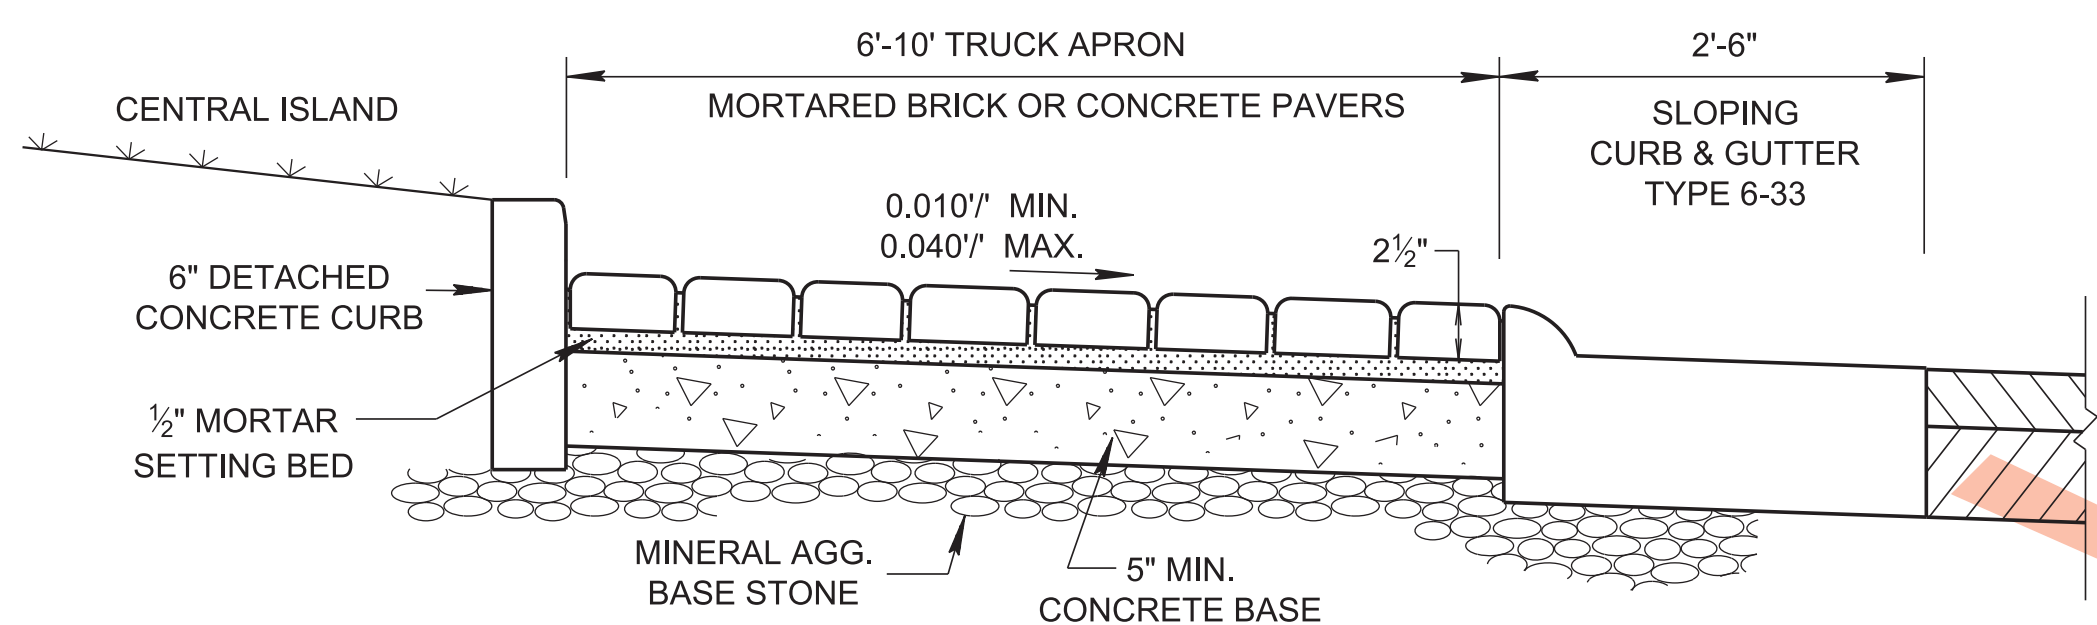 6'-10' TRUCK APRON
2'-6"
CENTRAL ISLAND
MORTARED BRICK OR CONCRETE PAVERS
SLOPING
CURB & GUTTER
TYPE 6-33
0.010'/' MIN.
0.040'/' MAX.
2½"
6" DETACHED
CONCRETE CURB
½" MORTAR
SETTING BED
MINERAL AGG.
BASE STONE
5" MIN.
CONCRETE BASE